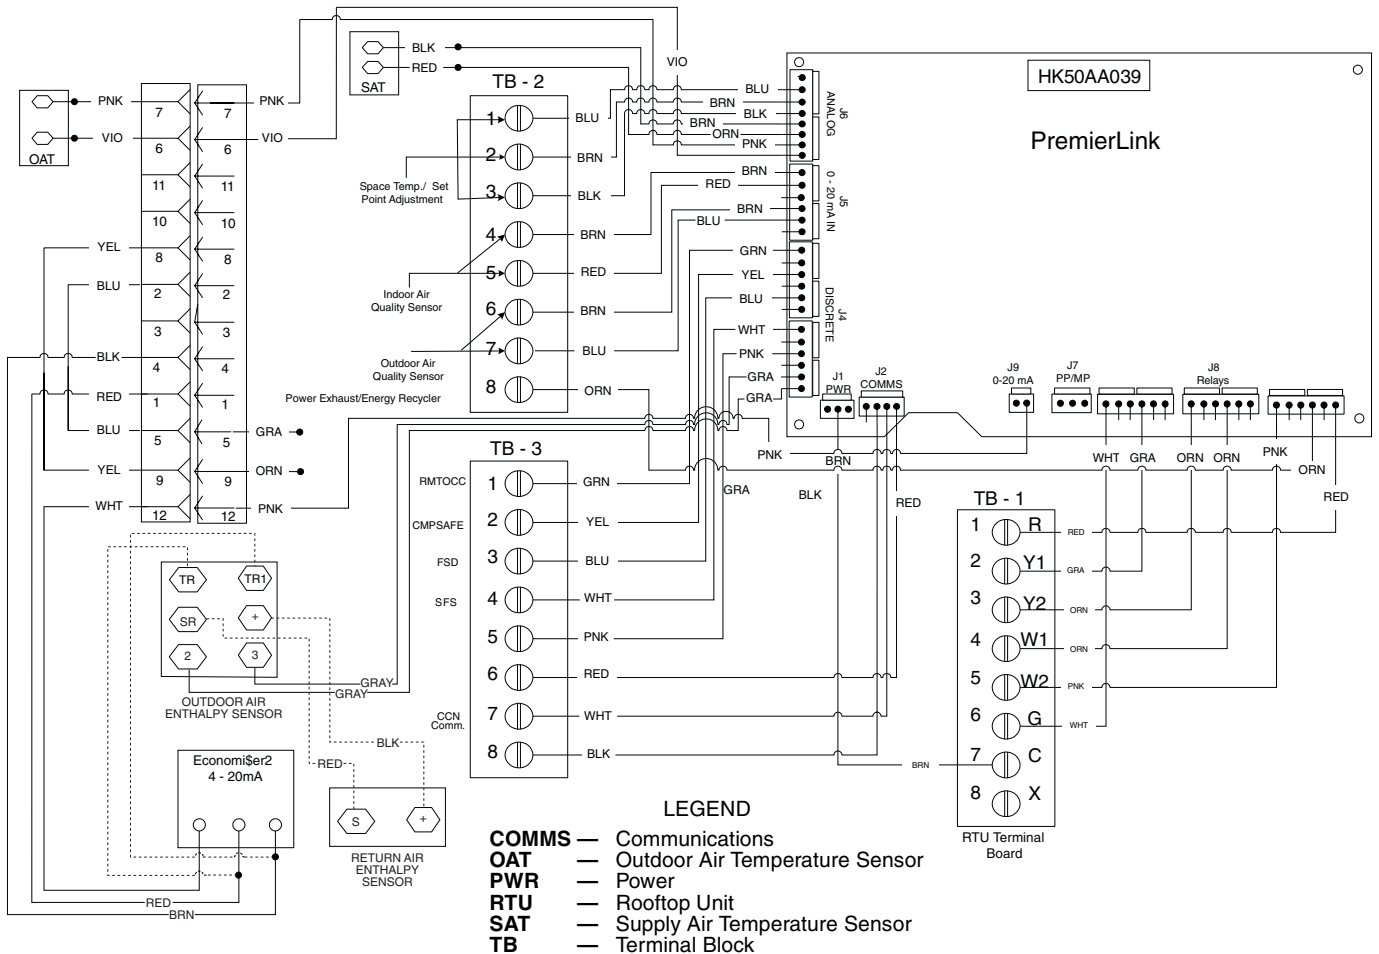 VIO
BLK
RED
SAT
TB - 2
HK50AA039
PremierLink
PNK
VIO
OAT
7
6
11
10
8
2
3
4
1
5
9
12
7
6
11
10
8
2
3
4
1
5
9
12
PNK
VIO
YEL
BLU
BLK
RED
BLU
YEL
WHT
GRA
ORN
PNK
1
2
3
4
5
6
7
8
BLU
BRN
BLK
BRN
RED
BRN
BLU
ORN
Space Temp./ Set
Point Adjustment
Indoor Air
Quality Sensor
Outdoor Air
Quality Sensor
Power Exhaust/Energy Recycler
BLU
BRN
BLK
BRN
ORN
PNK
J6
ANALOG
BRN
RED
BRN
BLU
J5
0 - 20 mA IN
GRN
YEL
BLU
WHT
PNK
GRA
GRA
J4
DISCRETE
J1
PWR
J2
COMMS
J9
0-20 mA
J7
PP/MP
J8
Relays
PNK
BRN
BLK
GRA
RED
WHT
GRA
ORN
ORN
PNK
ORN
RED
TB - 3
RMTOCC
CMPSAFE
FSD
SFS
CCN
Comm.
1
2
3
4
5
6
7
8
GRN
YEL
BLU
WHT
PNK
RED
WHT
BLK
TB - 1
1 R RED
2 Y1 GRA
3 Y2 ORN
4 W1 ORN
5 W2 PNK
6 G WHT
7 C
8 X
BRN
RTU Terminal
Board
TR
TR1
SR
+
2
3
GRAY
GRAY
OUTDOOR AIR
ENTHALPY SENSOR
BLK
RED
Economi$er2
4 - 20mA
S
+
RETURN AIR
ENTHALPY
SENSOR
RED
BRN
LEGEND
COMMS — Communications
OAT — Outdoor Air Temperature Sensor
PWR — Power
RTU — Rooftop Unit
SAT — Supply Air Temperature Sensor
TB — Terminal Block